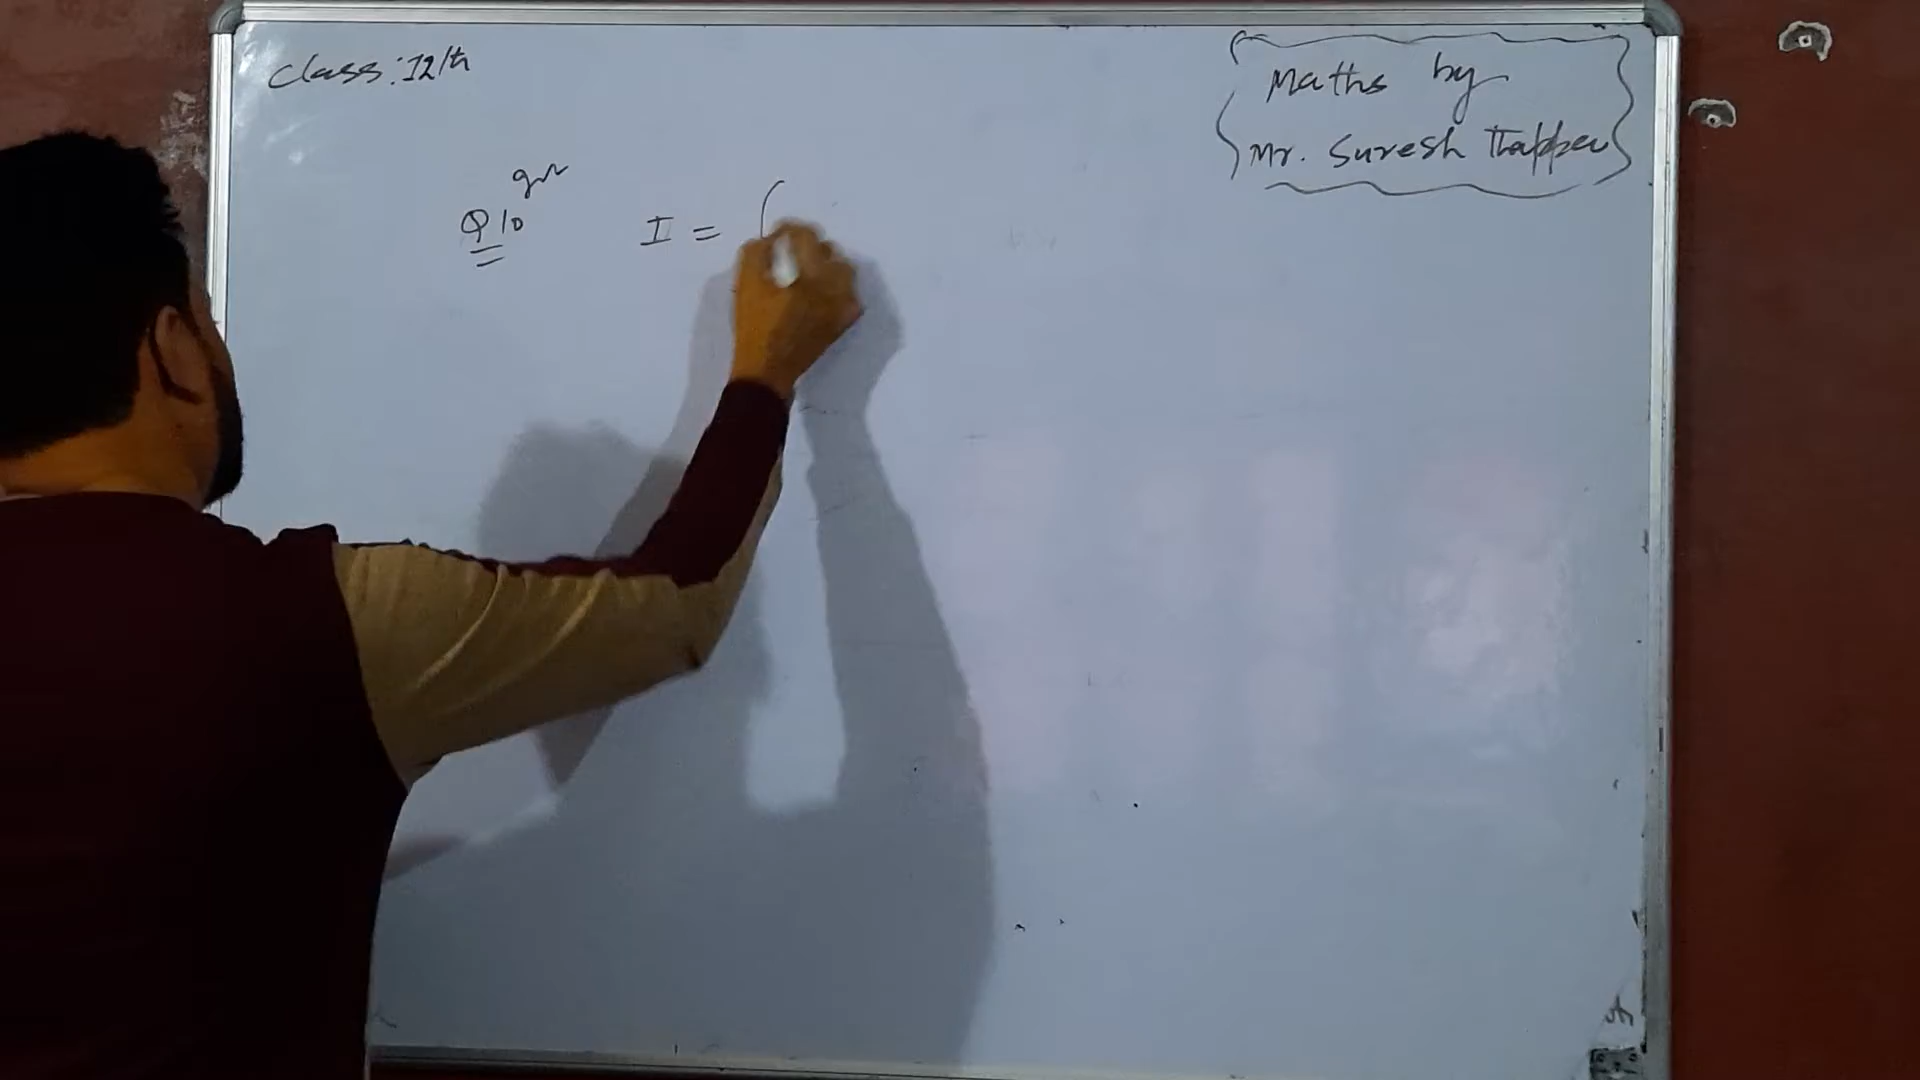 Class: 12th
Maths by
Mr. Suresh Thapper
Q10
I =